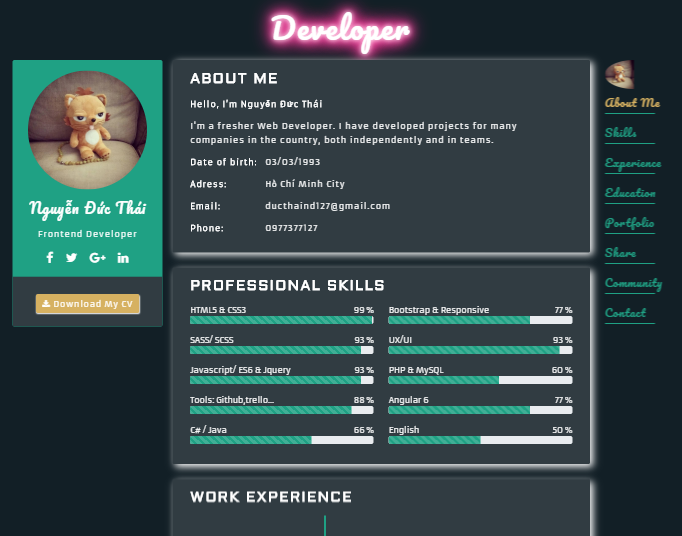 Developer
Nguyễn Đức Thái
Frontend Developer
Download My CV
ABOUT ME
Hello, I'm Nguyễn Đức Thái
I'm a fresher Web Developer. I have developed projects for many
companies in the country, both independently and in teams.
Date of birth: 03/03/1993
Adress: Hồ Chí Minh City
Email: ducthaind127@gmail.com
Phone: 0977377127
PROFESSIONAL SKILLS
HTML5 & CSS3 99 %
Bootstrap & Responsive 77 %
SASS/ SCSS 93 %
UX/UI 93 %
Javascript/ ES6 & Jquery 93 %
PHP & MySQL 60 %
Tools: Github,trello... 88 %
Angular 6 77 %
C# / Java 66 %
English 50 %
WORK EXPERIENCE
About Me
Skills
Experience
Education
Portfolio
Share
Community
Contact